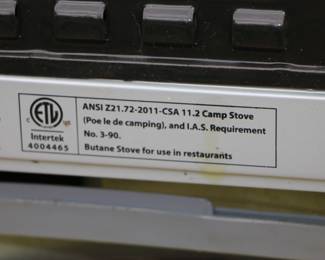 ANSI Z21.72-2011-CSA 11.2 Camp Stove
(Poe le de camping), and I.A.S. Requirement
No. 3-90.
Butane Stove for use in restaurants
C ETL
Intertek
4004465